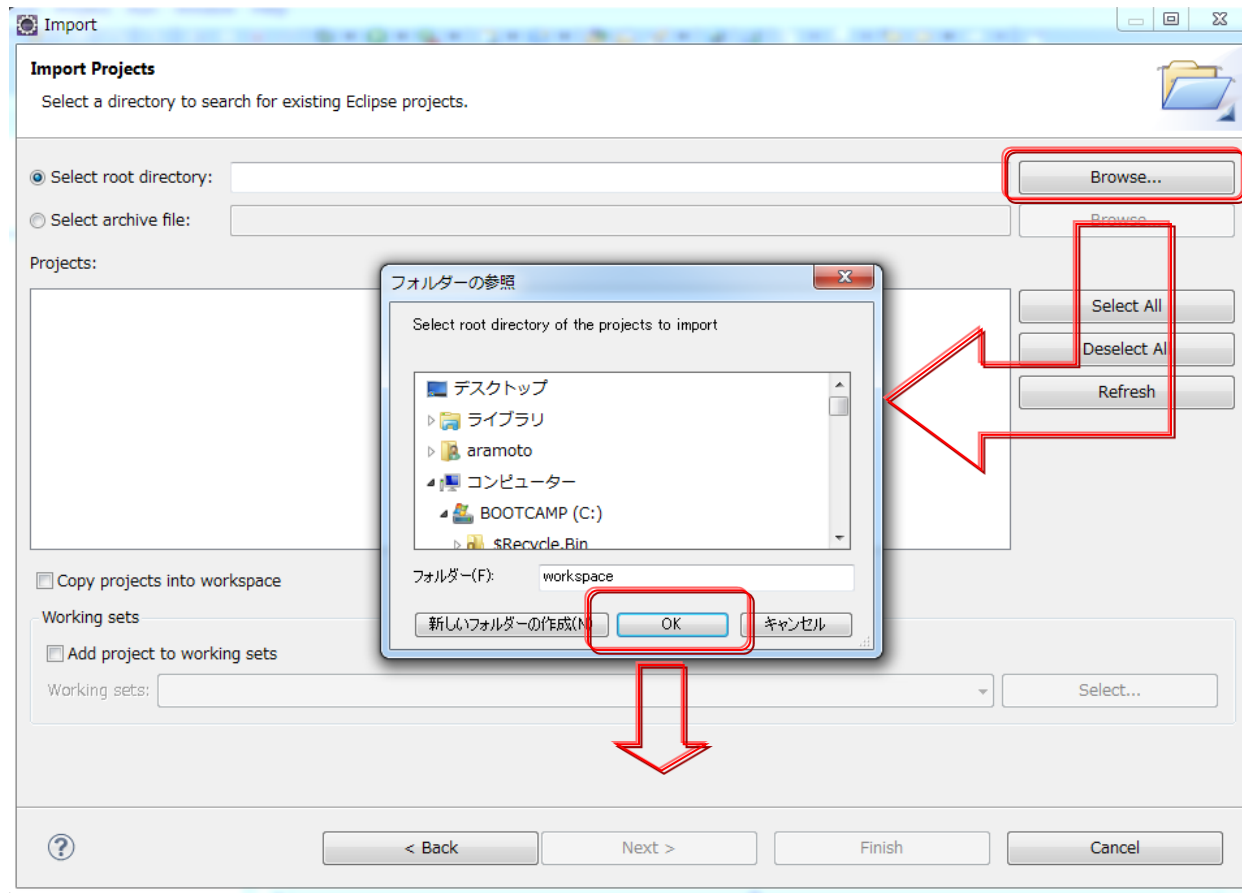 Import
Import Projects
Select a directory to search for existing Eclipse projects.
Select root directory:
Browse...
Select archive file:
Browse...
Projects:
Select All
Deselect All
Refresh
フォルダーの参照
Select root directory of the projects to import
デスクトップ
ライブラリ
aramoto
コンピューター
BOOTCAMP (C:)
$Recycle.Bin
フォルダー(F):
workspace
新しいフォルダーの作成(N)
OK
キャンセル
Copy projects into workspace
Working sets
Add project to working sets
Working sets:
Select...
< Back
Next >
Finish
Cancel